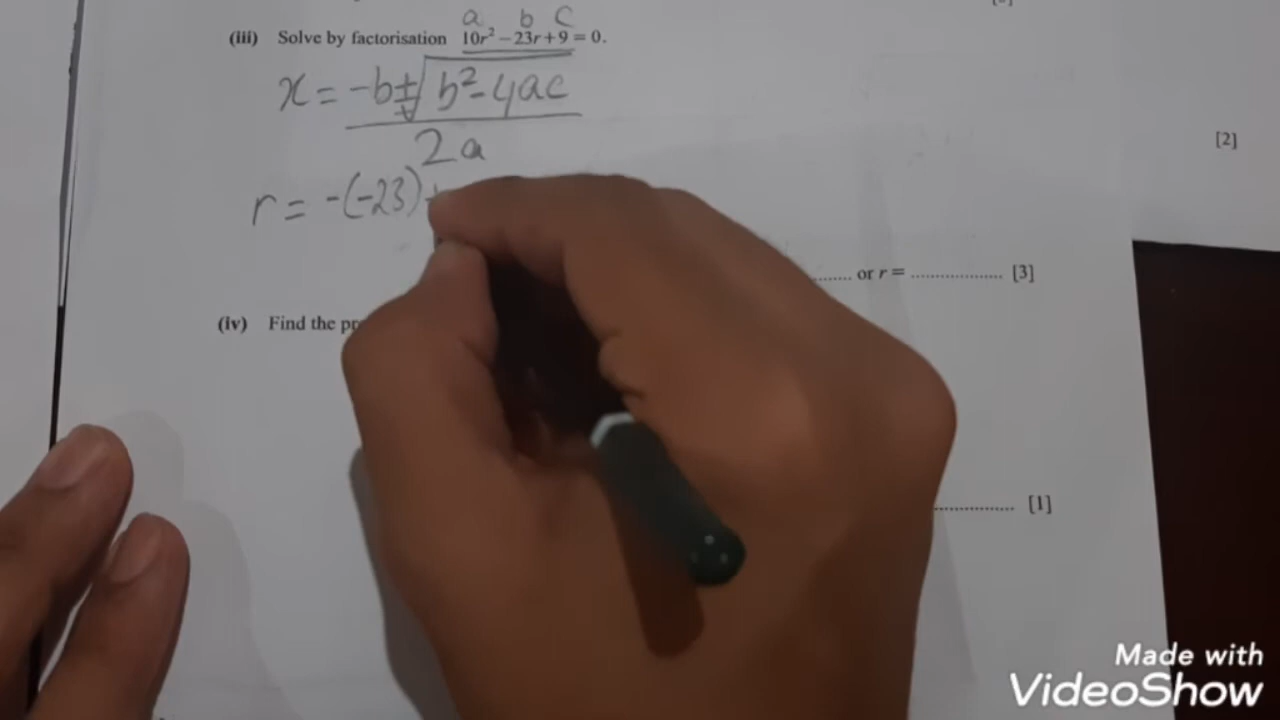 a b c
(iii) Solve by factorisation 10r² − 23r + 9 = 0.
x = -b±√b²-4ac
2a
[2]
r = -(-23)
or r = ................. [3]
(iv) Find the
[1]
Made with
VideoShow